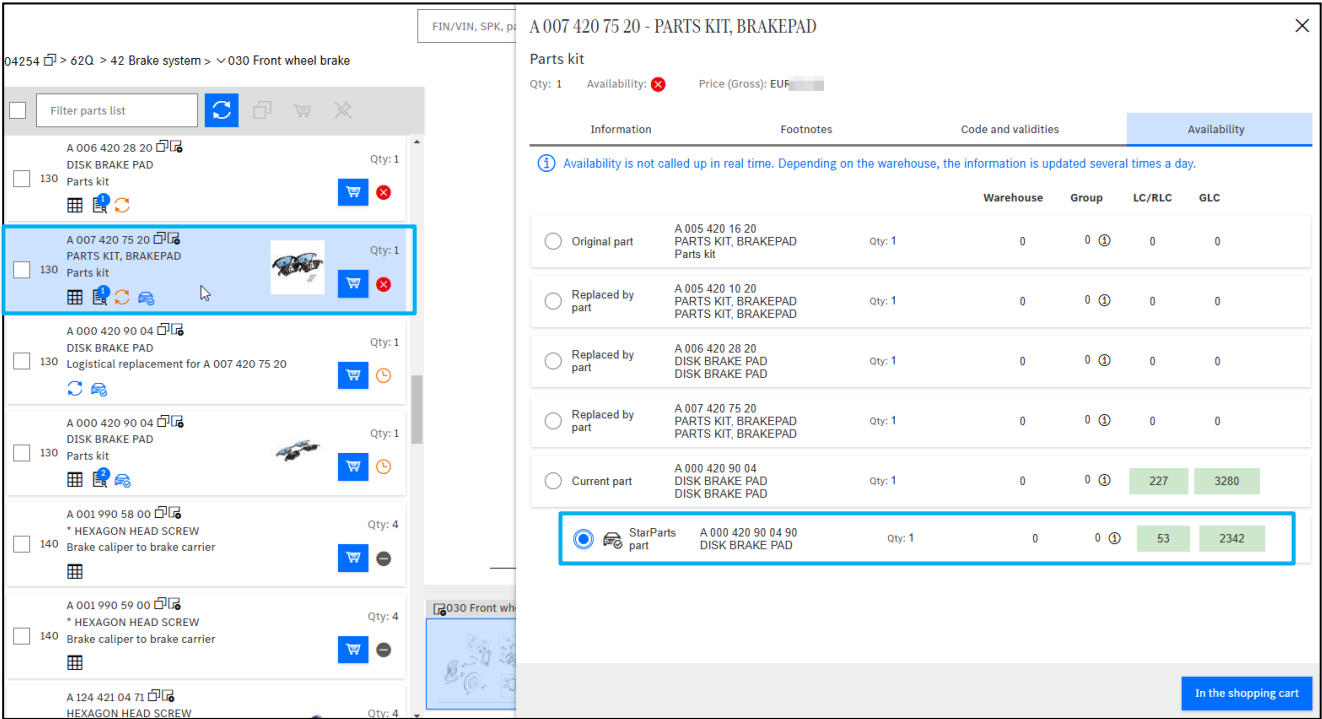 FIN/VIN, SPK, pa
04254 > 62Q > 42 Brake system > 030 Front wheel brake
Filter parts list
A 006 420 28 20
DISK BRAKE PAD
Qty: 1
130 Parts kit
1
A 007 420 75 20
PARTS KIT, BRAKEPAD
Qty: 1
130 Parts kit
1
A 000 420 90 04
DISK BRAKE PAD
Qty: 1
130 Logistical replacement for A 007 420 75 20
A 000 420 90 04
DISK BRAKE PAD
Qty: 1
130 Parts kit
2
A 001 990 58 00
* HEXAGON HEAD SCREW
Qty: 4
140 Brake caliper to brake carrier
A 001 990 59 00
* HEXAGON HEAD SCREW
Qty: 4
140 Brake caliper to brake carrier
A 124 421 04 71
HEXAGON HEAD SCREW
Qty: 4
030 Front whe
A 007 420 75 20 - PARTS KIT, BRAKEPAD
Parts kit
Qty: 1 Availability: Price (Gross): EUR
Information Footnotes Code and validities Availability
Availability is not called up in real time. Depending on the warehouse, the information is updated several times a day.
Warehouse Group LC/RLC GLC
Original part
A 005 420 16 20
PARTS KIT, BRAKEPAD
Parts kit
Qty: 1 0 0 0 0
Replaced by
part
A 005 420 10 20
PARTS KIT, BRAKEPAD
PARTS KIT, BRAKEPAD
Qty: 1 0 0 0 0
Replaced by
part
A 006 420 28 20
DISK BRAKE PAD
DISK BRAKE PAD
Qty: 1 0 0 0 0
Replaced by
part
A 007 420 75 20
PARTS KIT, BRAKEPAD
PARTS KIT, BRAKEPAD
Qty: 1 0 0 0 0
Current part
A 000 420 90 04
DISK BRAKE PAD
DISK BRAKE PAD
Qty: 1 0 0 227 3280
StarParts
part
A 000 420 90 04 90
DISK BRAKE PAD
Qty: 1 0 0 53 2342
In the shopping cart